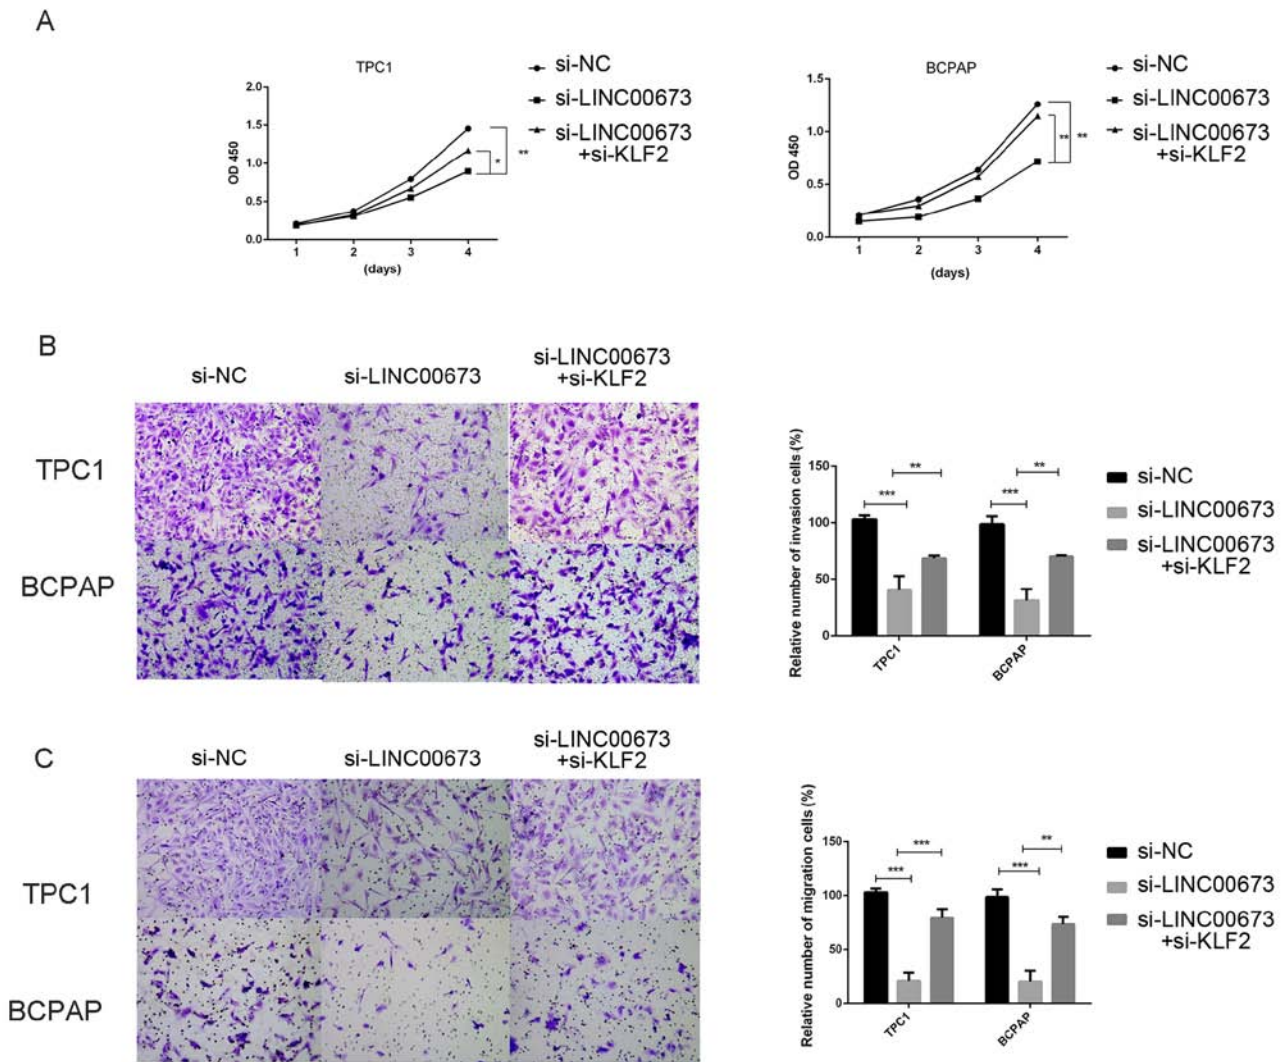 A
TPC1
si-NC
si-LINC00673
si-LINC00673
+si-KLF2
2.0
1.5
1.0
0.5
0.0
OD 450
*
**
1 2 3 4
(days)
BCPAP
si-NC
si-LINC00673
si-LINC00673
+si-KLF2
1.5
1.0
0.5
0.0
OD 450
**
**
1 2 3 4
(days)
B
si-NC
si-LINC00673
si-LINC00673
+si-KLF2
TPC1
BCPAP
Relative number of invasion cells (%)
150
100
50
0
**
***
**
***
TPC1
BCPAP
si-NC
si-LINC00673
si-LINC00673
+si-KLF2
C
si-NC
si-LINC00673
si-LINC00673
+si-KLF2
TPC1
BCPAP
Relative number of migration cells (%)
150
100
50
0
***
***
**
***
TPC1
BCPAP
si-NC
si-LINC00673
si-LINC00673
+si-KLF2